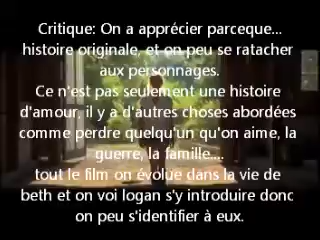 Critique: On a apprécier parceque...
histoire originale, et on peu se ratacher
aux personnages.
Ce n'est pas seulement une histoire
d'amour, il y a d'autres choses abordées
comme perdre quelqu'un qu'on aime, la
guerre, la famille....
tout le film on évolue dans la vie de
beth et on voi logan s'y introduire donc
on peu s'identifier à eux.